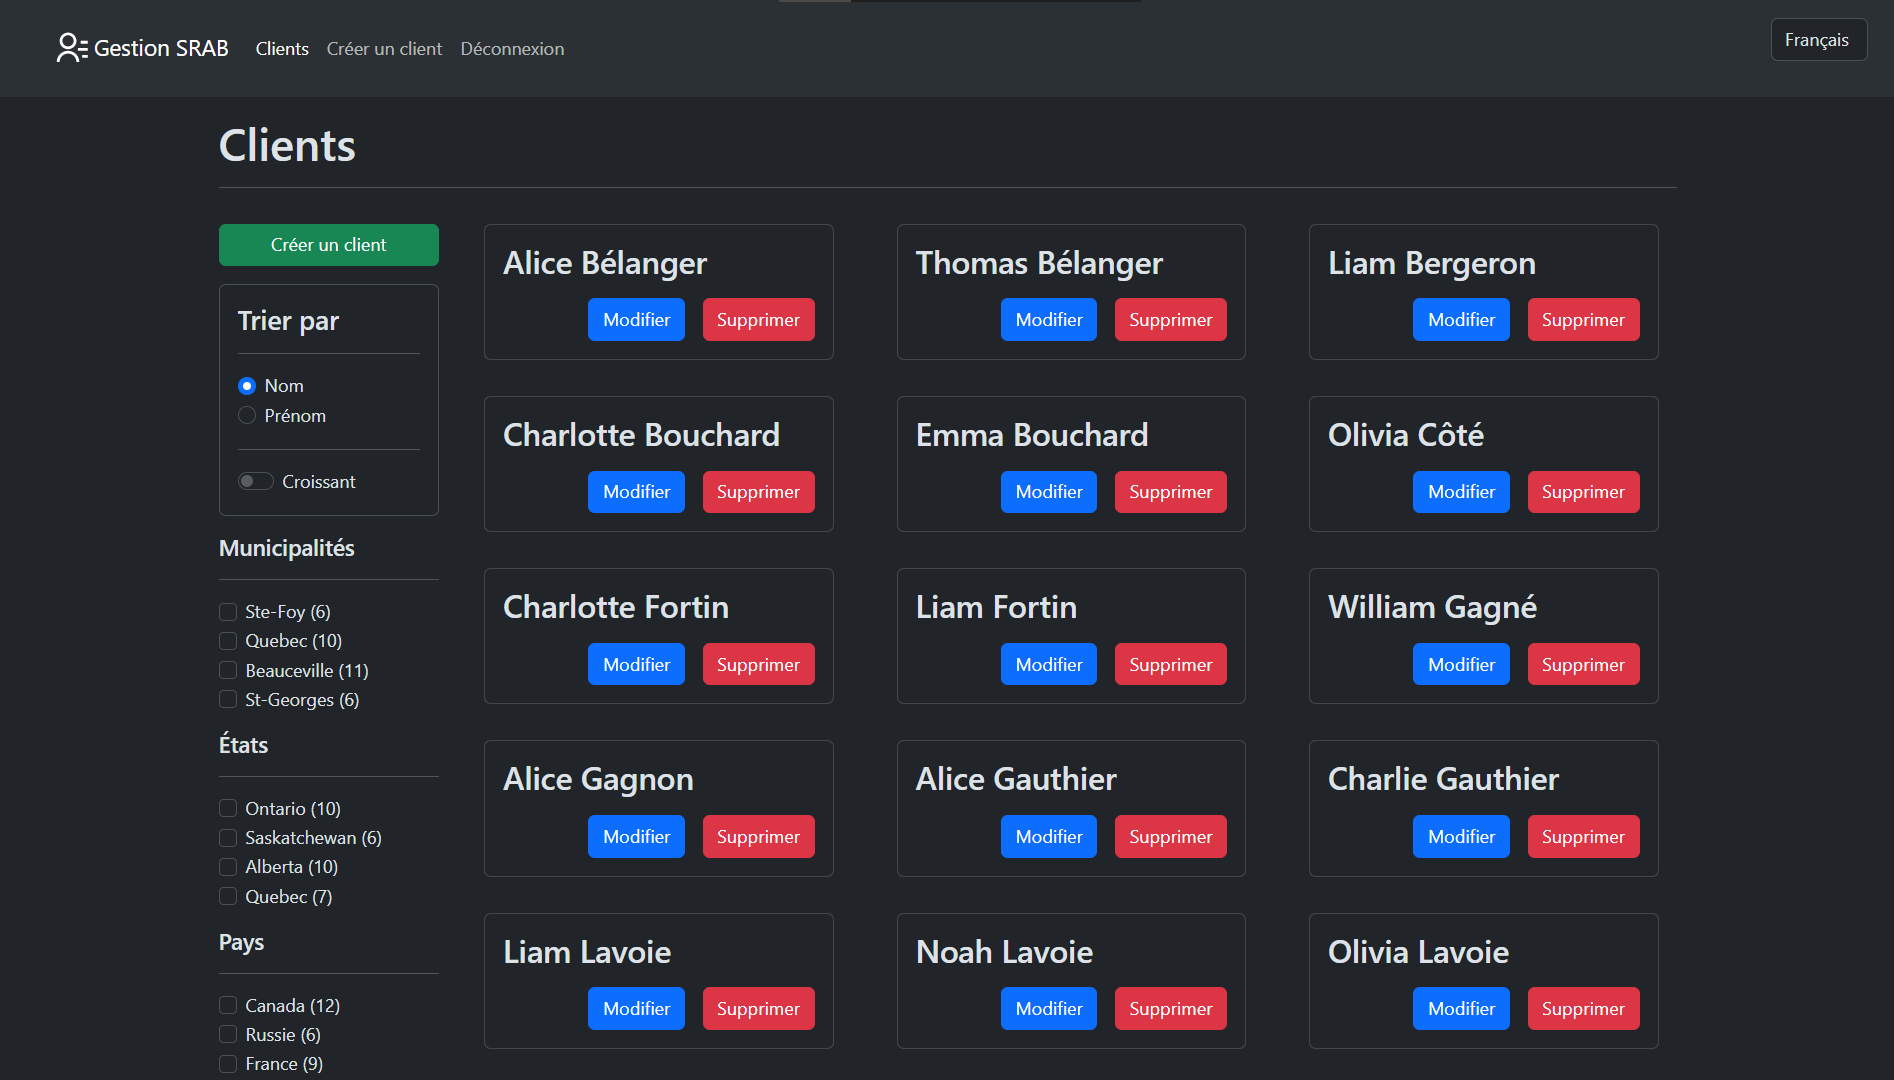 Gestion SRAB Clients Créer un client Déconnexion Français
Clients
Créer un client
Trier par
Nom
Prénom
Croissant
Municipalités
Ste-Foy (6)
Quebec (10)
Beauceville (11)
St-Georges (6)
États
Ontario (10)
Saskatchewan (6)
Alberta (10)
Quebec (7)
Pays
Canada (12)
Russie (6)
France (9)
Alice Bélanger
Modifier Supprimer
Thomas Bélanger
Modifier Supprimer
Liam Bergeron
Modifier Supprimer
Charlotte Bouchard
Modifier Supprimer
Emma Bouchard
Modifier Supprimer
Olivia Côté
Modifier Supprimer
Charlotte Fortin
Modifier Supprimer
Liam Fortin
Modifier Supprimer
William Gagné
Modifier Supprimer
Alice Gagnon
Modifier Supprimer
Alice Gauthier
Modifier Supprimer
Charlie Gauthier
Modifier Supprimer
Liam Lavoie
Modifier Supprimer
Noah Lavoie
Modifier Supprimer
Olivia Lavoie
Modifier Supprimer